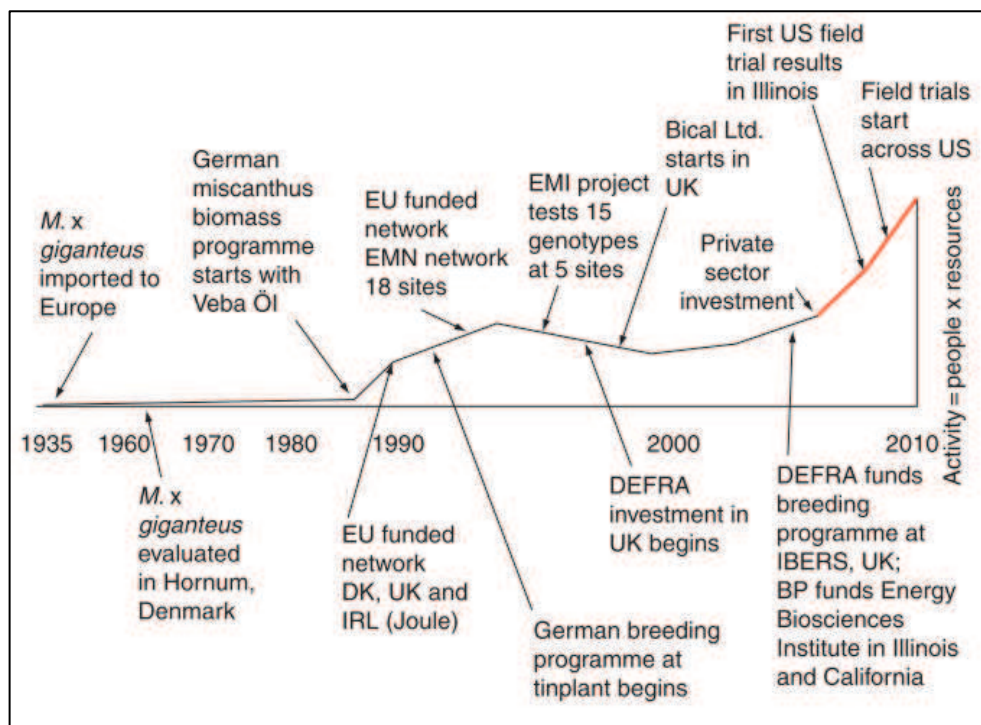 M. x
giganteus
imported to
Europe
German
miscanthus
biomass
programme
starts with
Veba Öl
EU funded
network
EMN network
18 sites
EMI project
tests 15
genotypes
at 5 sites
Bical Ltd.
starts in
UK
Private
sector
investment
First US field
trial results
in Illinois
Field trials
start
across US
Activity = people x resources
1935 1960 1970 1980 1990 2000 2010
M. x
giganteus
evaluated
in Hornum,
Denmark
EU funded
network
DK, UK and
IRL (Joule)
German breeding
programme at
tinplant begins
DEFRA
investment in
UK begins
DEFRA funds
breeding
programme at
IBERS, UK;
BP funds Energy
Biosciences
Institute in Illinois
and California